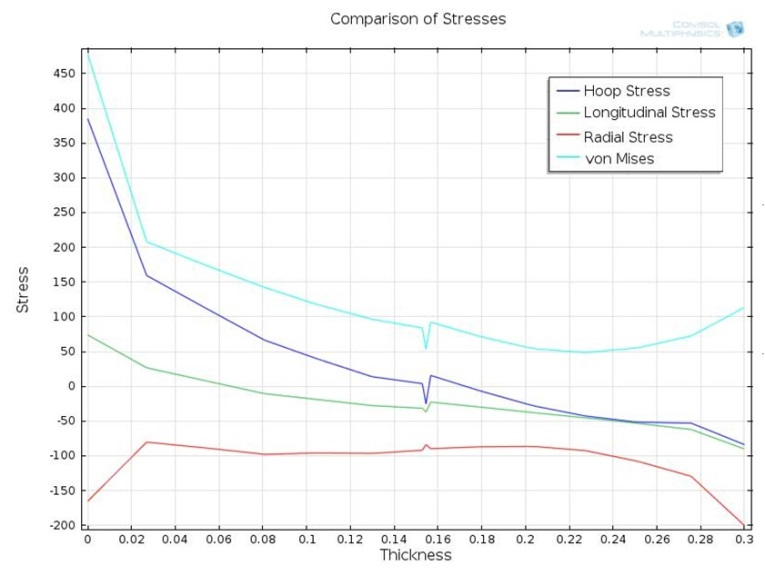 Comparison of Stresses
COMSOL
MULTIPHYSICS
Hoop Stress
Longitudinal Stress
Radial Stress
von Mises
450
400
350
300
250
200
150
100
50
0
-50
-100
-150
-200
Stress
0 0.02 0.04 0.06 0.08 0.1 0.12 0.14 0.16 0.18 0.2 0.22 0.24 0.26 0.28 0.3
Thickness